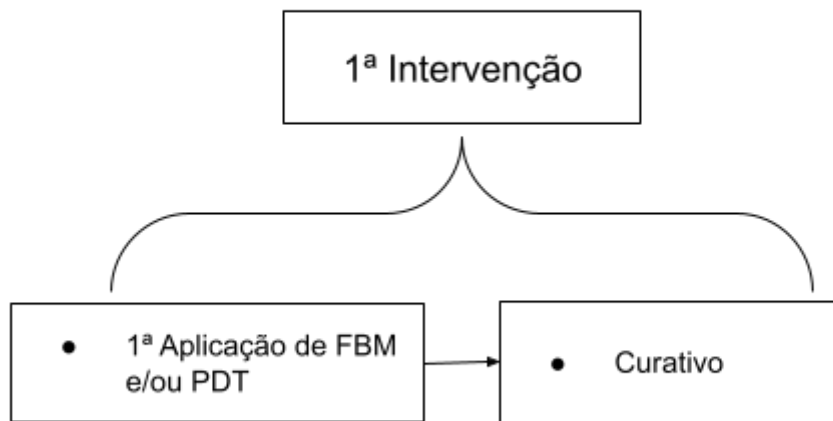 1ª Intervenção
• 1ª Aplicação de FBM
e/ou PDT
• Curativo